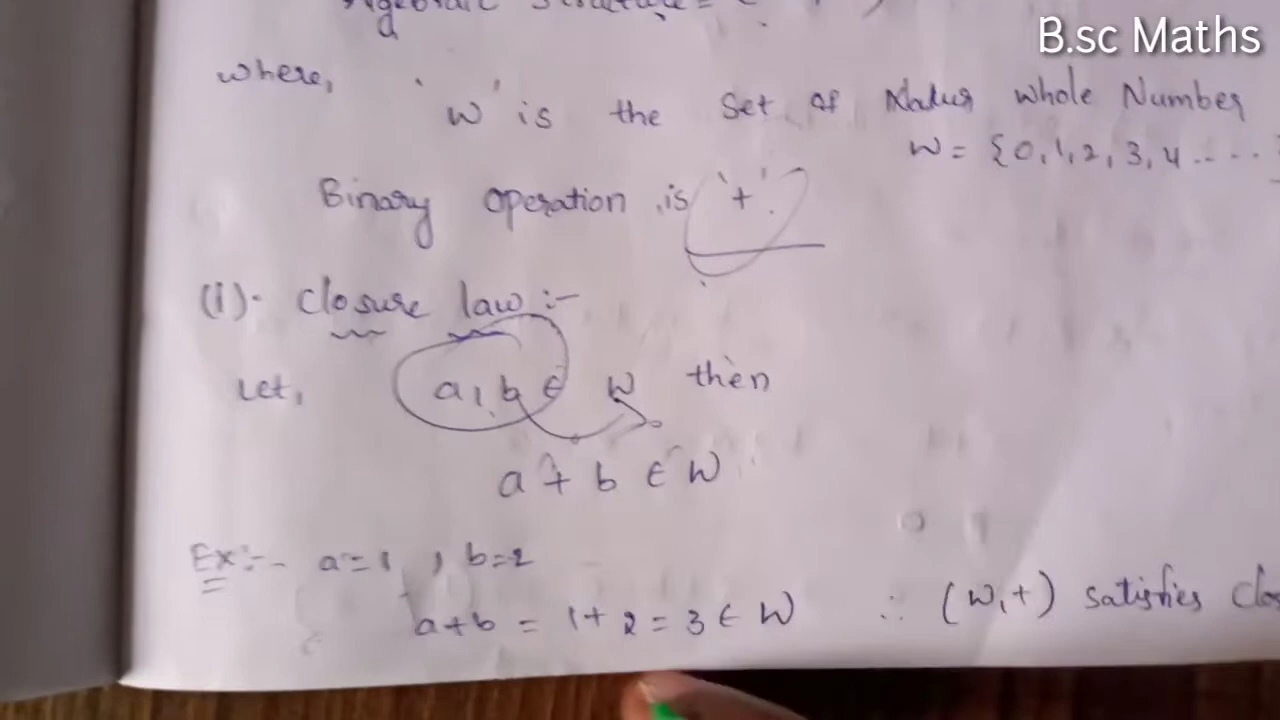 B.sc Maths
where,
'W' is the set of whole Number
W = {0, 1, 2, 3, 4 .....
Binary operation is '+'.
(i). closure law :-
Let, a, b ∈ W then
a + b ∈ W
Ex:- a=1, b=2
a+b = 1+2 = 3 ∈ W ∴ (W,+) satisfies